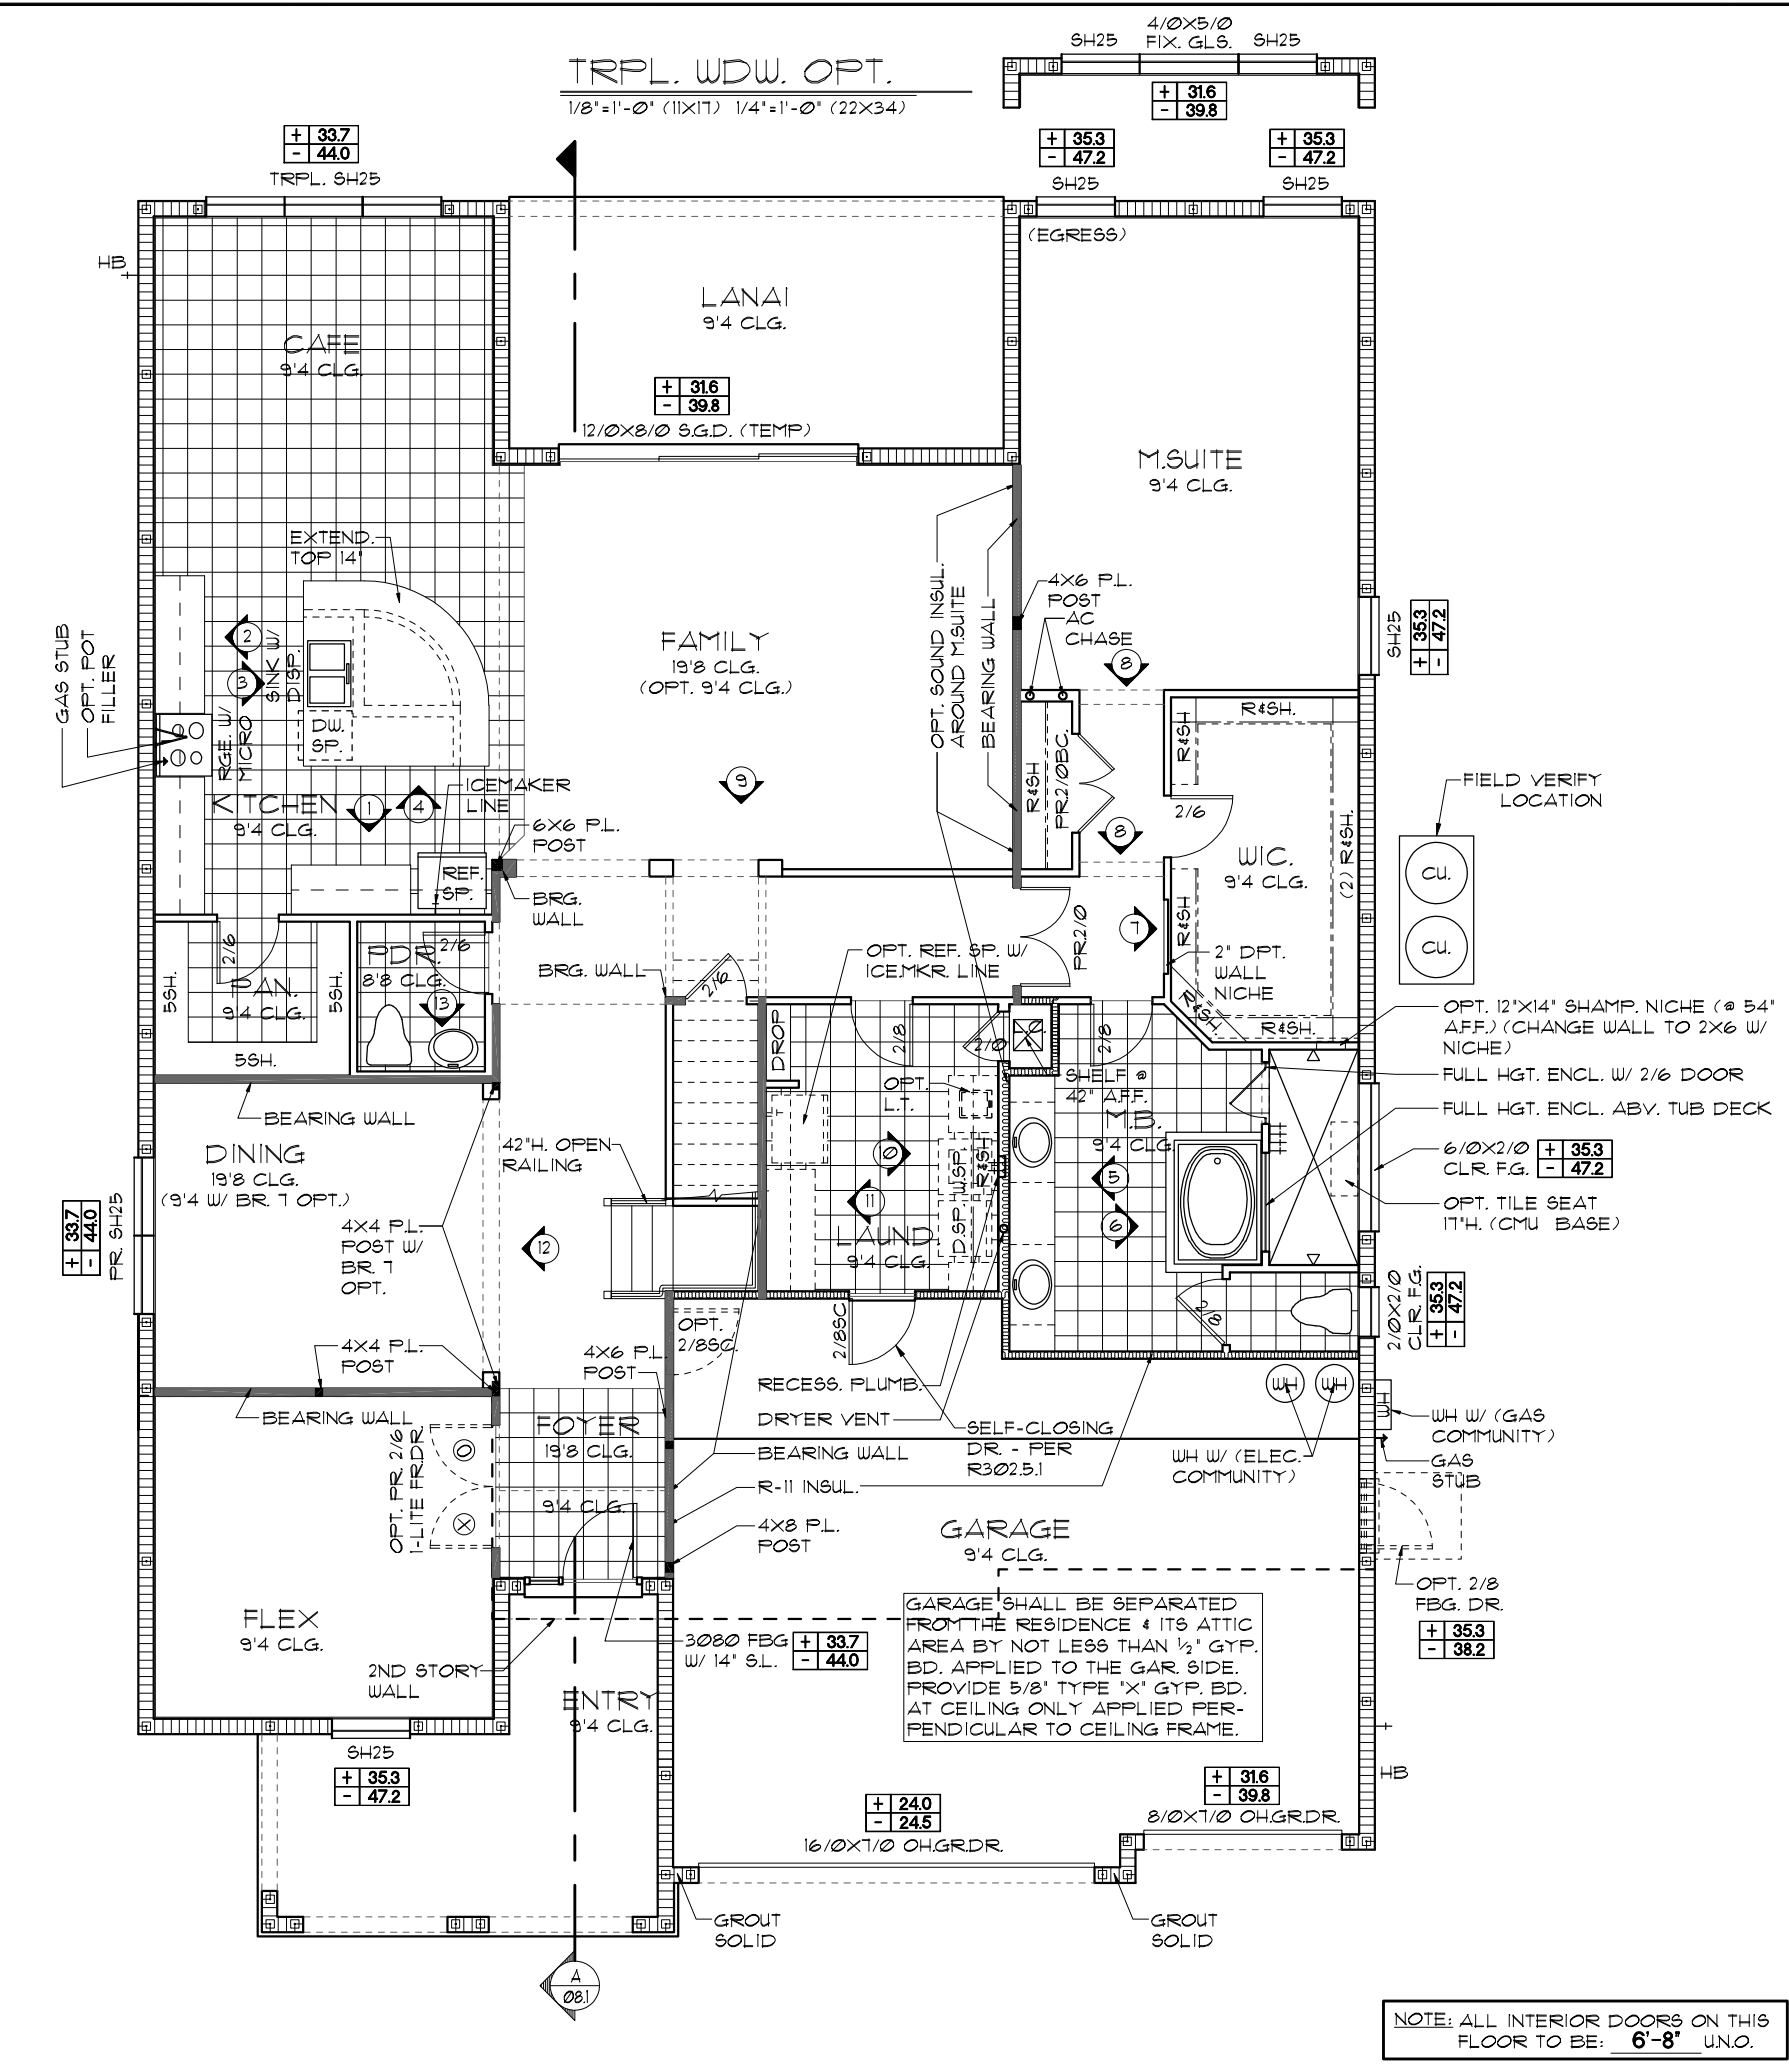 4/0X5/0
SH25 FIX. GLS. SH25
TRPL. WDW. OPT.
1/8"=1'-0" (11X17) 1/4"=1'-0" (22X34)
+ 31.6
- 39.8
+ 33.7
- 44.0
TRPL. SH25
+ 35.3
- 47.2
SH25
+ 35.3
- 47.2
SH25
(EGRESS)
HB
LANAI
9'4 CLG.
CAFE
9'4 CLG.
+ 31.6
- 39.8
12/0X8/0 S.G.D. (TEMP)
M.SUITE
9'4 CLG.
EXTEND.
TOP 14"
OPT. SOUND INSUL.
AROUND M.SUITE
BEARING WALL
4X6 P.L.
POST
AC
CHASE
SH25
+ 35.3
- 47.2
GAS STUB
OPT. POT
FILLER
2
3
SINK W/
DISP.
RGE. W/
MICRO
DW.
SP.
FAMILY
19'8 CLG.
(OPT. 9'4 CLG.)
8
R&SH.
R&SH
R&SH
PR.2/0BC.
2/6
8
9
KITCHEN
9'4 CLG.
1
4
ICEMAKER
LINE
6X6 P.L.
POST
REF.
SP.
BRG.
WALL
W.I.C.
9'4 CLG.
(2) R&SH.
R&SH
FIELD VERIFY
LOCATION
CU.
CU.
2/6
PDR.
8'8 CLG.
2/6
13
5SH.
PAN.
9'4 CLG.
5SH.
5SH.
BRG. WALL
2/6
OPT. REF. SP. W/
ICE.MKR. LINE
PR.2/0
7
2" DPT.
WALL
NICHE
R&SH.
R&SH.
OPT. 12"X14" SHAMP. NICHE (@ 54"
A.F.F.) (CHANGE WALL TO 2X6 W/
NICHE)
FULL HGT. ENCL. W/ 2/6 DOOR
FULL HGT. ENCL. ABV. TUB DECK
DROP
2/8
2/0
2/8
OPT.
L.T.
SHELF @
42" A.F.F.
M.B.
9'4 CLG.
6/0X2/0
CLR. F.G.
+ 35.3
- 47.2
OPT. TILE SEAT
17"H. (CMU BASE)
BEARING WALL
DINING
19'8 CLG.
(9'4 W/ BR. 7 OPT.)
42"H. OPEN
RAILING
+ 33.7
- 44.0
PR. SH25
4X4 P.L.
POST W/
BR. 7
OPT.
12
10
11
LAUND.
9'4 CLG.
D.SP.
W.SP.
R&SH
5
6
2/0X2/0
CLR. F.G.
+ 35.3
- 47.2
4X4 P.L.
POST
OPT.
2/8SC.
4X6 P.L.
POST
2/8SC
RECESS. PLUMB.
DRYER VENT
BEARING WALL
R-11 INSUL.
SELF-CLOSING
DR. - PER
R302.5.1
WH
WH
WH
WH W/ (ELEC.
COMMUNITY)
WH W/ (GAS
COMMUNITY)
GAS
STUB
BEARING WALL
OPT. PR. 2/6
1-LITE FR.DR.
O
X
FOYER
19'8 CLG.
9'4 CLG.
4X8 P.L.
POST
GARAGE
9'4 CLG.
OPT. 2/8
FBG. DR.
+ 35.3
- 38.2
FLEX
9'4 CLG.
2ND STORY
WALL
3080 FBG
W/ 14" S.L.
+ 33.7
- 44.0
GARAGE SHALL BE SEPARATED
FROM THE RESIDENCE & ITS ATTIC
AREA BY NOT LESS THAN 1/2" GYP.
BD. APPLIED TO THE GAR. SIDE.
PROVIDE 5/8" TYPE "X" GYP. BD.
AT CEILING ONLY APPLIED PER-
PENDICULAR TO CEILING FRAME.
ENTRY
9'4 CLG.
SH25
+ 35.3
- 47.2
HB
+ 24.0
- 24.5
16/0X7/0 OH.GR.DR.
+ 31.6
- 39.8
8/0X7/0 OH.GR.DR.
GROUT
SOLID
GROUT
SOLID
A
08.1
NOTE: ALL INTERIOR DOORS ON THIS
FLOOR TO BE: 6'-8" U.N.O.